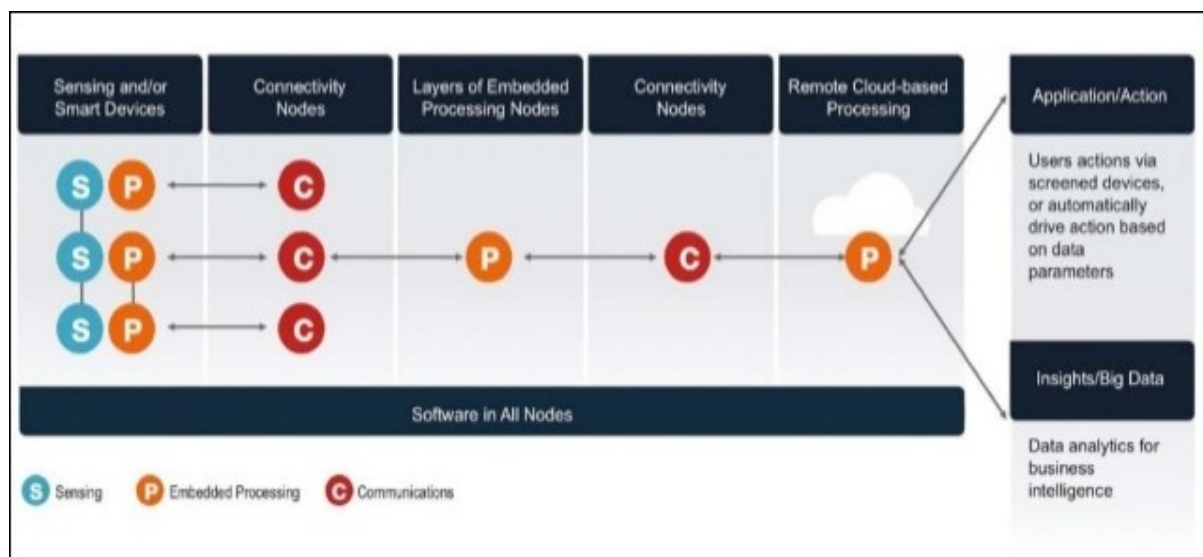 Sensing and/or
Smart Devices
Connectivity
Nodes
Layers of Embedded
Processing Nodes
Connectivity
Nodes
Remote Cloud-based
Processing
Application/Action
S P C
S P C P C P
S P C
Users actions via
screened devices,
or automatically
drive action based
on data
parameters
Insights/Big Data
Data analytics for
business
intelligence
Software in All Nodes
S Sensing P Embedded Processing C Communications